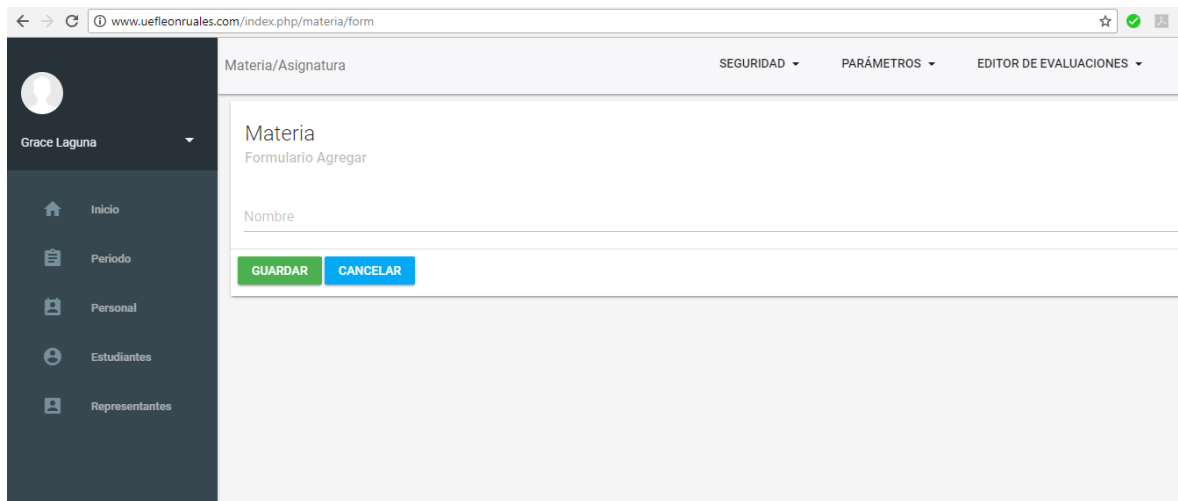 www.uefleonruales.com/index.php/materia/form
Materia/Asignatura
SEGURIDAD
PARÁMETROS
EDITOR DE EVALUACIONES
Grace Laguna
Inicio
Periodo
Personal
Estudiantes
Representantes
Materia
Formulario Agregar
Nombre
GUARDAR
CANCELAR